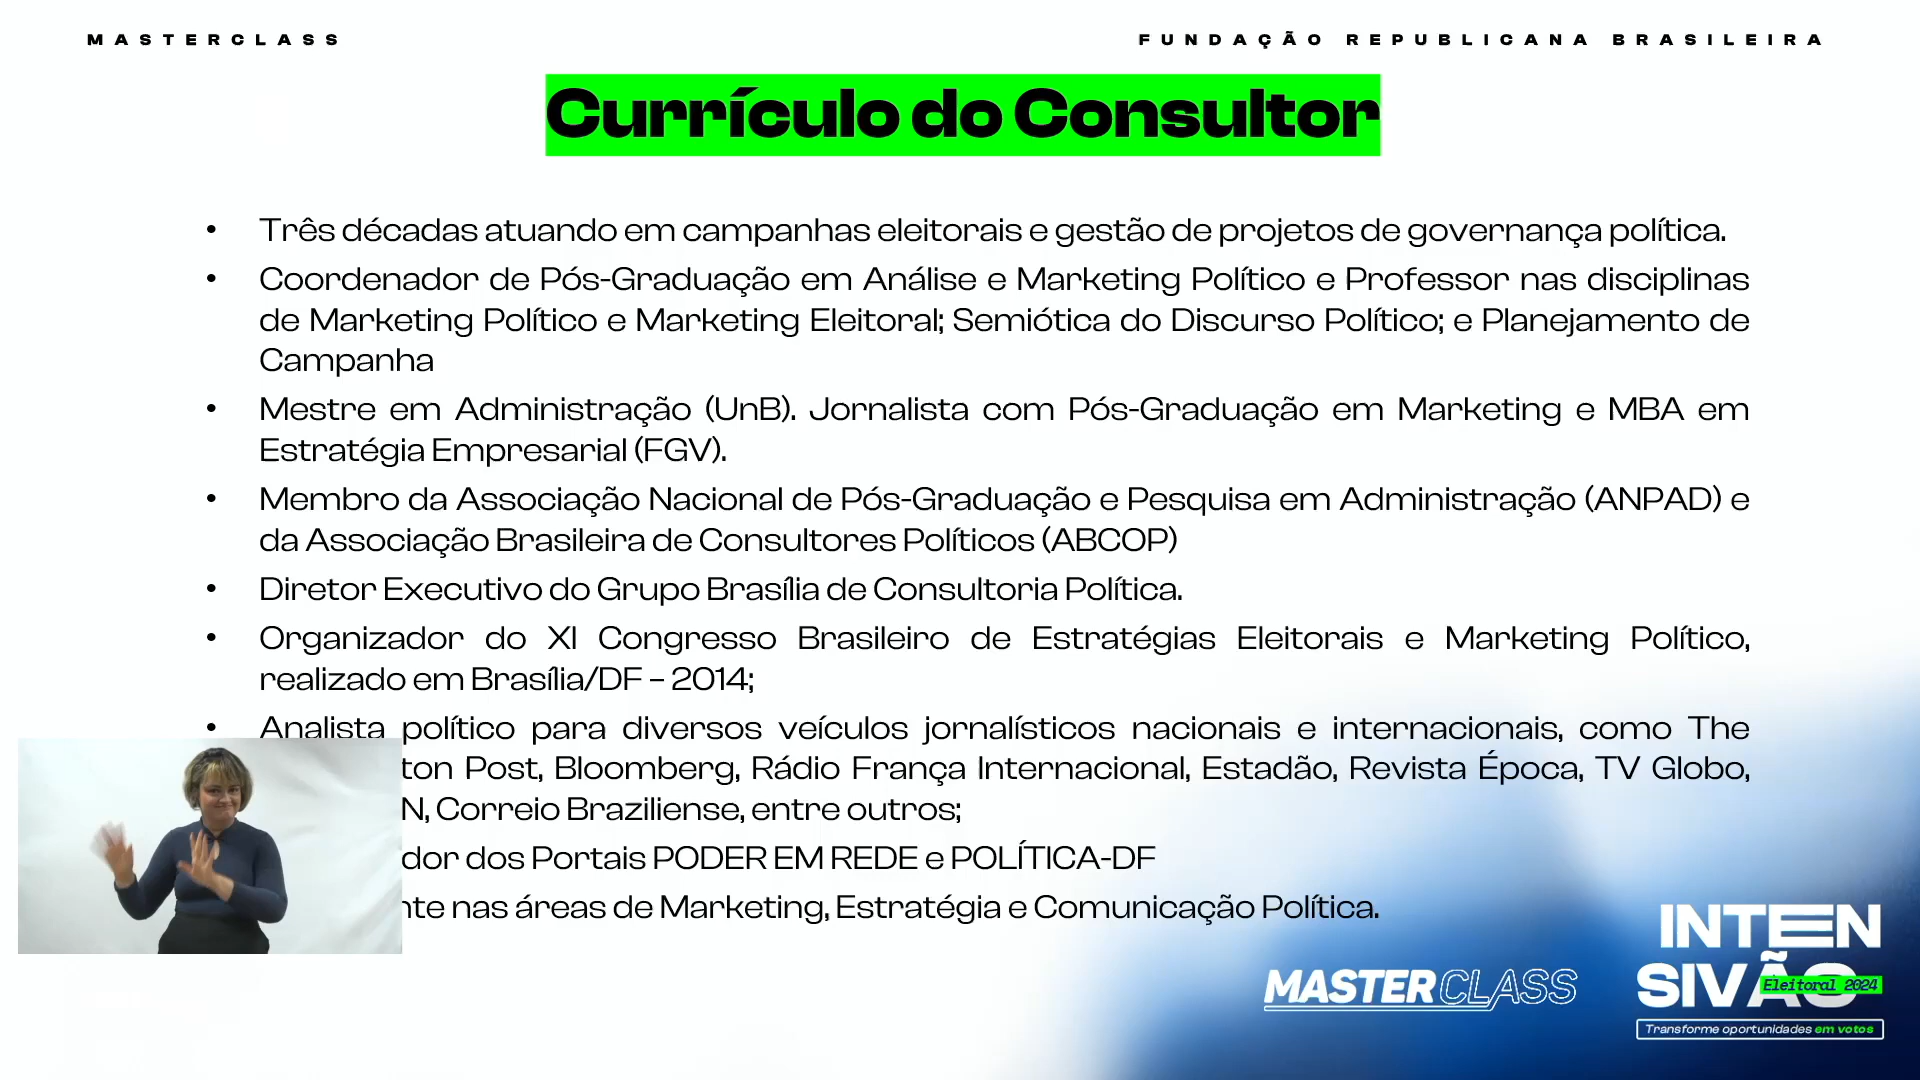 MASTERCLASS
FUNDAÇÃO REPUBLICANA BRASILEIRA
Currículo do Consultor
• Três décadas atuando em campanhas eleitorais e gestão de projetos de governança política.
• Coordenador de Pós-Graduação em Análise e Marketing Político e Professor nas disciplinas
de Marketing Político e Marketing Eleitoral; Semiótica do Discurso Político; e Planejamento de
Campanha
• Mestre em Administração (UnB). Jornalista com Pós-Graduação em Marketing e MBA em
Estratégia Empresarial (FGV).
• Membro da Associação Nacional de Pós-Graduação e Pesquisa em Administração (ANPAD) e
da Associação Brasileira de Consultores Políticos (ABCOP)
• Diretor Executivo do Grupo Brasília de Consultoria Política.
• Organizador do XI Congresso Brasileiro de Estratégias Eleitorais e Marketing Político,
realizado em Brasília/DF – 2014;
• Analista político para diversos veículos jornalísticos nacionais e internacionais, como The
Post, Bloomberg, Rádio França Internacional, Estadão, Revista Época, TV Globo,
Correio Braziliense, entre outros;
dos Portais PODER EM REDE e POLÍTICA-DF
nas áreas de Marketing, Estratégia e Comunicação Política.
MASTERCLASS
INTEN
SIVÃO
Eleitoral 2024
Transforme oportunidades em votos